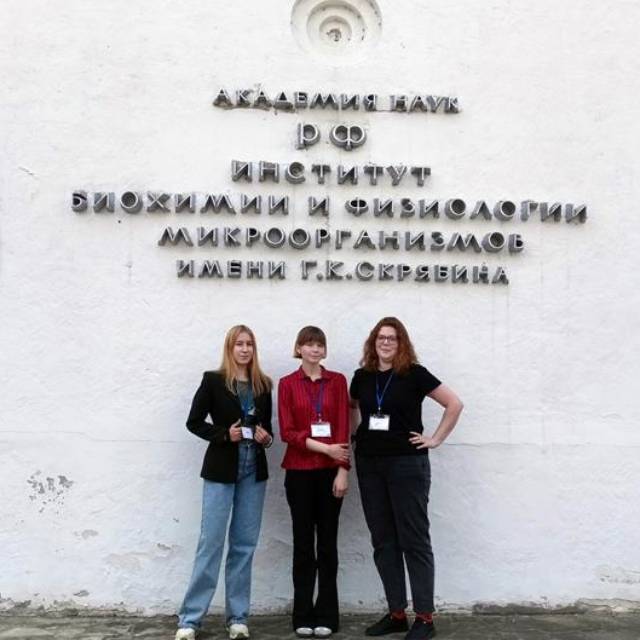 АКАДЕМИЯ НАУК
РФ
ИНСТИТУТ
БИОХИМИИ И ФИЗИОЛОГИИ
МИКРООРГАНИЗМОВ
ИМЕНИ Г.К.СКРЯБИНА